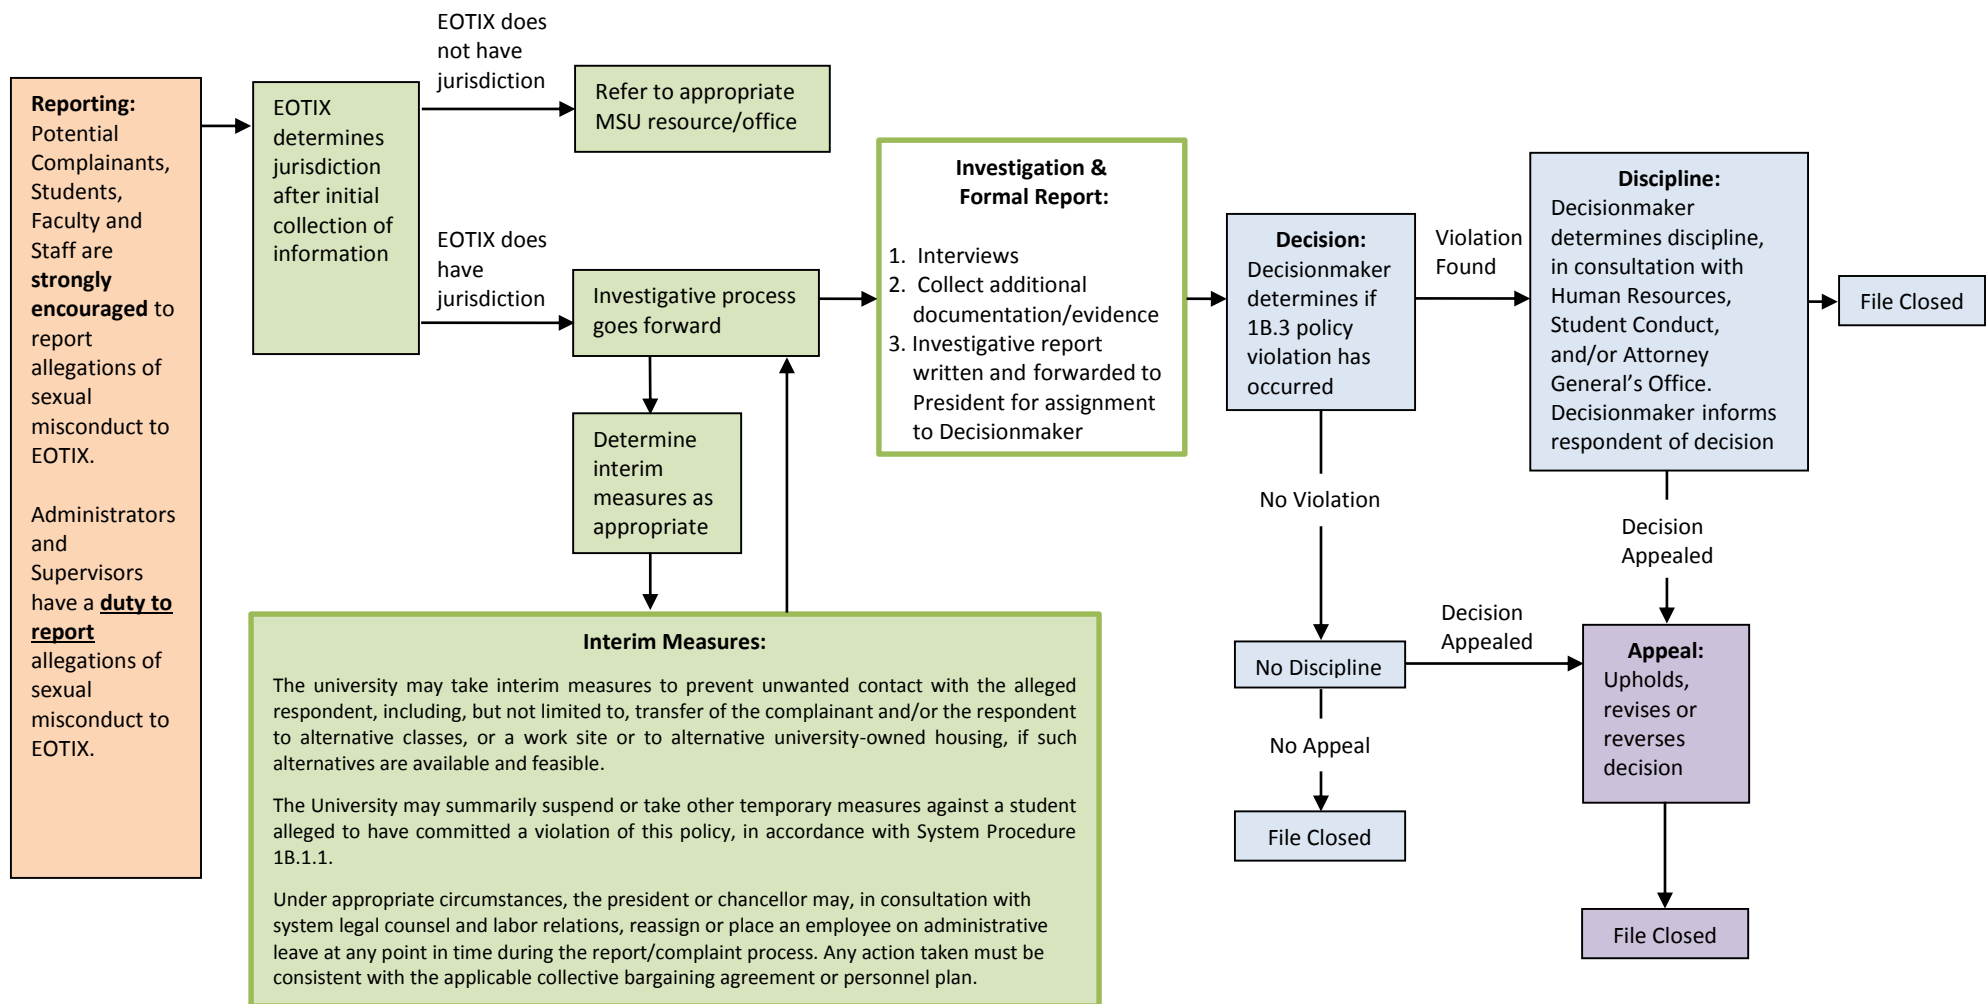 Reporting:
Potential
Complainants,
Students,
Faculty and
Staff are
strongly
encouraged to
report
allegations of
sexual
misconduct to
EOTIX.
Administrators
and
Supervisors
have a duty to
report
allegations of
sexual
misconduct to
EOTIX.
EOTIX
determines
jurisdiction
after initial
collection of
information
EOTIX does
not have
jurisdiction
Refer to appropriate
MSU resource/office
EOTIX does
have
jurisdiction
Investigative process
goes forward
Determine
interim
measures as
appropriate
Interim Measures:
The university may take interim measures to prevent unwanted contact with the alleged
respondent, including, but not limited to, transfer of the complainant and/or the respondent
to alternative classes, or a work site or to alternative university-owned housing, if such
alternatives are available and feasible.
The University may summarily suspend or take other temporary measures against a student
alleged to have committed a violation of this policy, in accordance with System Procedure
1B.1.1.
Under appropriate circumstances, the president or chancellor may, in consultation with
system legal counsel and labor relations, reassign or place an employee on administrative
leave at any point in time during the report/complaint process. Any action taken must be
consistent with the applicable collective bargaining agreement or personnel plan.
Investigation &
Formal Report:
1. Interviews
2. Collect additional
documentation/evidence
3. Investigative report
written and forwarded to
President for assignment
to Decisionmaker
Decision:
Decisionmaker
determines if
1B.3 policy
violation has
occurred
Violation
Found
Discipline:
Decisionmaker
determines discipline,
in consultation with
Human Resources,
Student Conduct,
and/or Attorney
General’s Office.
Decisionmaker informs
respondent of decision
File Closed
No Violation
No Discipline
Decision
Appealed
No Appeal
File Closed
Decision
Appealed
Appeal:
Upholds,
revises or
reverses
decision
File Closed